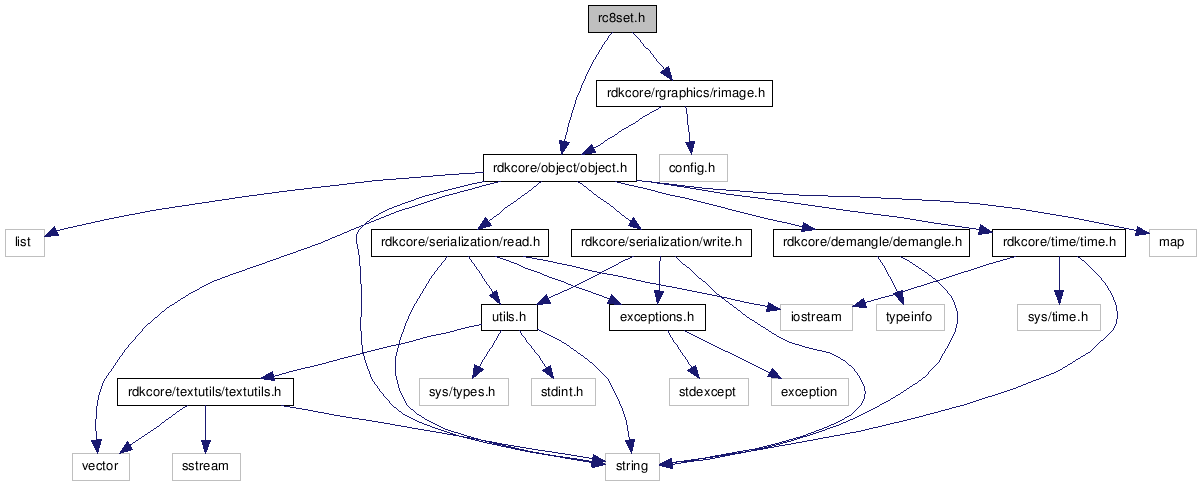 rc8set.h
rdkcore/rgraphics/rimage.h
rdkcore/object/object.h
config.h
list
rdkcore/serialization/read.h
rdkcore/serialization/write.h
rdkcore/demangle/demangle.h
rdkcore/time/time.h
map
utils.h
exceptions.h
iostream
typeinfo
sys/time.h
rdkcore/textutils/textutils.h
sys/types.h
stdint.h
stdexcept
exception
vector
sstream
string